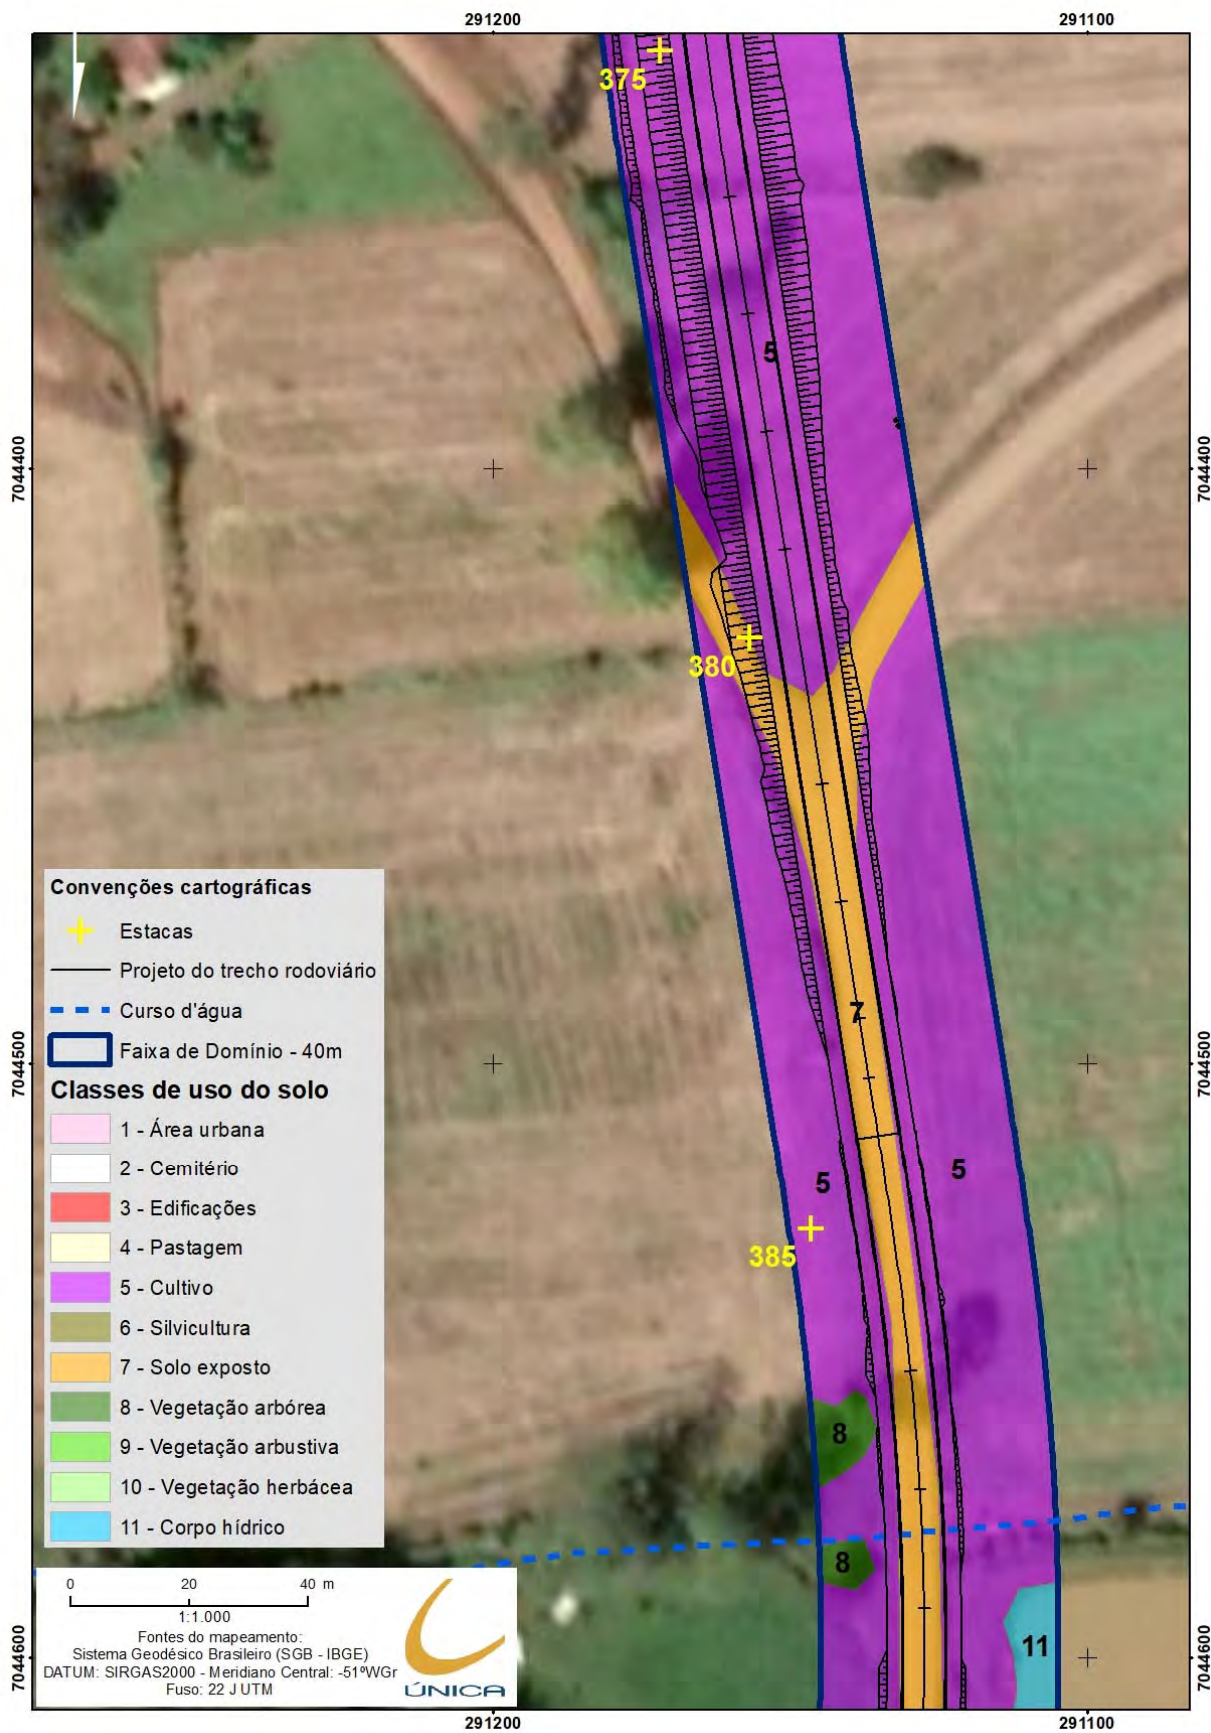 291200
291100
375
5
7044400
7044400
380
7
7044500
7044500
5
5
385
8
8
11
7044600
7044600
Convenções cartográficas
Estacas
Projeto do trecho rodoviário
Curso d'água
Faixa de Domínio - 40m
Classes de uso do solo
1 - Área urbana
2 - Cemitério
3 - Edificações
4 - Pastagem
5 - Cultivo
6 - Silvicultura
7 - Solo exposto
8 - Vegetação arbórea
9 - Vegetação arbustiva
10 - Vegetação herbácea
11 - Corpo hídrico
0 20 40 m
1:1.000
Fontes do mapeamento:
Sistema Geodésico Brasileiro (SGB - IBGE)
DATUM: SIRGAS2000 - Meridiano Central: -51ºWGr
Fuso: 22 J UTM
ÚNICA
291200
291100